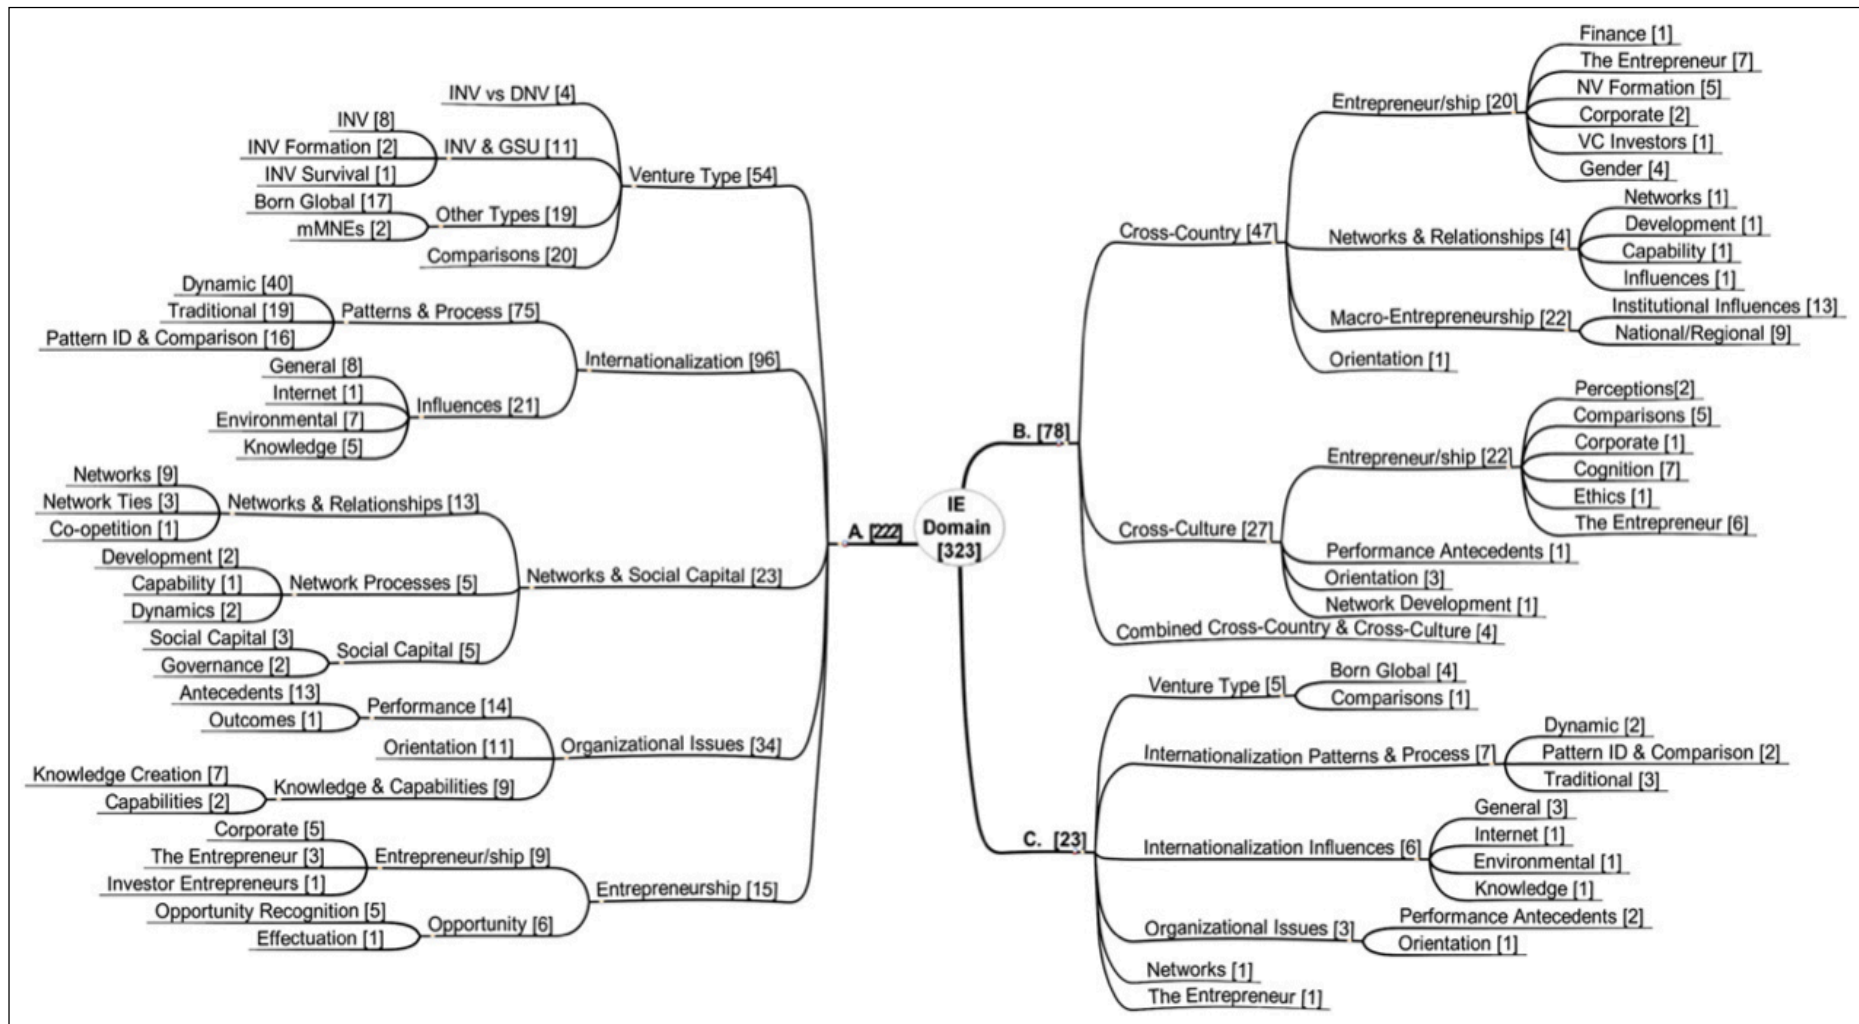 IE
Domain
[323]
A. [222]
Venture Type [54]
INV vs DNV [4]
INV & GSU [11]
INV [8]
INV Formation [2]
INV Survival [1]
Other Types [19]
Born Global [17]
mMNEs [2]
Comparisons [20]
Internationalization [96]
Patterns & Process [75]
Dynamic [40]
Traditional [19]
Pattern ID & Comparison [16]
Influences [21]
General [8]
Internet [1]
Environmental [7]
Knowledge [5]
Networks & Social Capital [23]
Networks & Relationships [13]
Networks [9]
Network Ties [3]
Co-opetition [1]
Network Processes [5]
Development [2]
Capability [1]
Dynamics [2]
Social Capital [5]
Social Capital [3]
Governance [2]
Organizational Issues [34]
Performance [14]
Antecedents [13]
Outcomes [1]
Orientation [11]
Knowledge & Capabilities [9]
Knowledge Creation [7]
Capabilities [2]
Entrepreneurship [15]
Entrepreneur/ship [9]
Corporate [5]
The Entrepreneur [3]
Investor Entrepreneurs [1]
Opportunity [6]
Opportunity Recognition [5]
Effectuation [1]
B. [78]
Cross-Country [47]
Entrepreneur/ship [20]
Finance [1]
The Entrepreneur [7]
NV Formation [5]
Corporate [2]
VC Investors [1]
Gender [4]
Networks & Relationships [4]
Networks [1]
Development [1]
Capability [1]
Influences [1]
Macro-Entrepreneurship [22]
Institutional Influences [13]
National/Regional [9]
Orientation [1]
Cross-Culture [27]
Entrepreneur/ship [22]
Perceptions[2]
Comparisons [5]
Corporate [1]
Cognition [7]
Ethics [1]
The Entrepreneur [6]
Performance Antecedents [1]
Orientation [3]
Network Development [1]
Combined Cross-Country & Cross-Culture [4]
C. [23]
Venture Type [5]
Born Global [4]
Comparisons [1]
Internationalization Patterns & Process [7]
Dynamic [2]
Pattern ID & Comparison [2]
Traditional [3]
Internationalization Influences [6]
General [3]
Internet [1]
Environmental [1]
Knowledge [1]
Organizational Issues [3]
Performance Antecedents [2]
Orientation [1]
Networks [1]
The Entrepreneur [1]